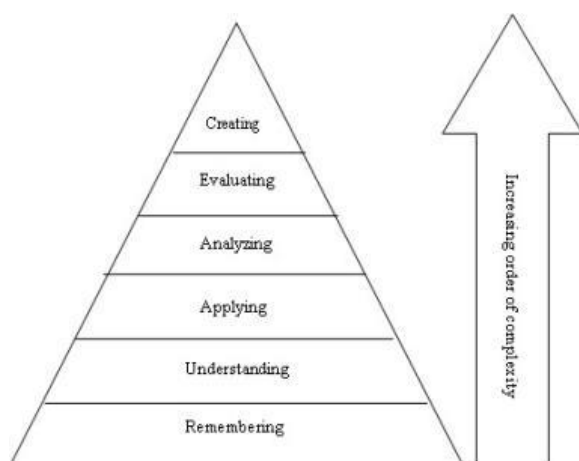 Creating
Evaluating
Analyzing
Applying
Understanding
Remembering
Increasing order of complexity